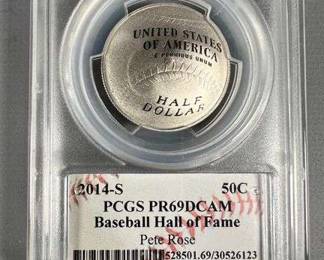 UNITED STATES
OF AMERICA
E PLURIBUS UNUM
HALF
DOLLAR
2014-S 50C
PCGS PR69DCAM
Baseball Hall of Fame
Pete Rose
528501.69/30526123